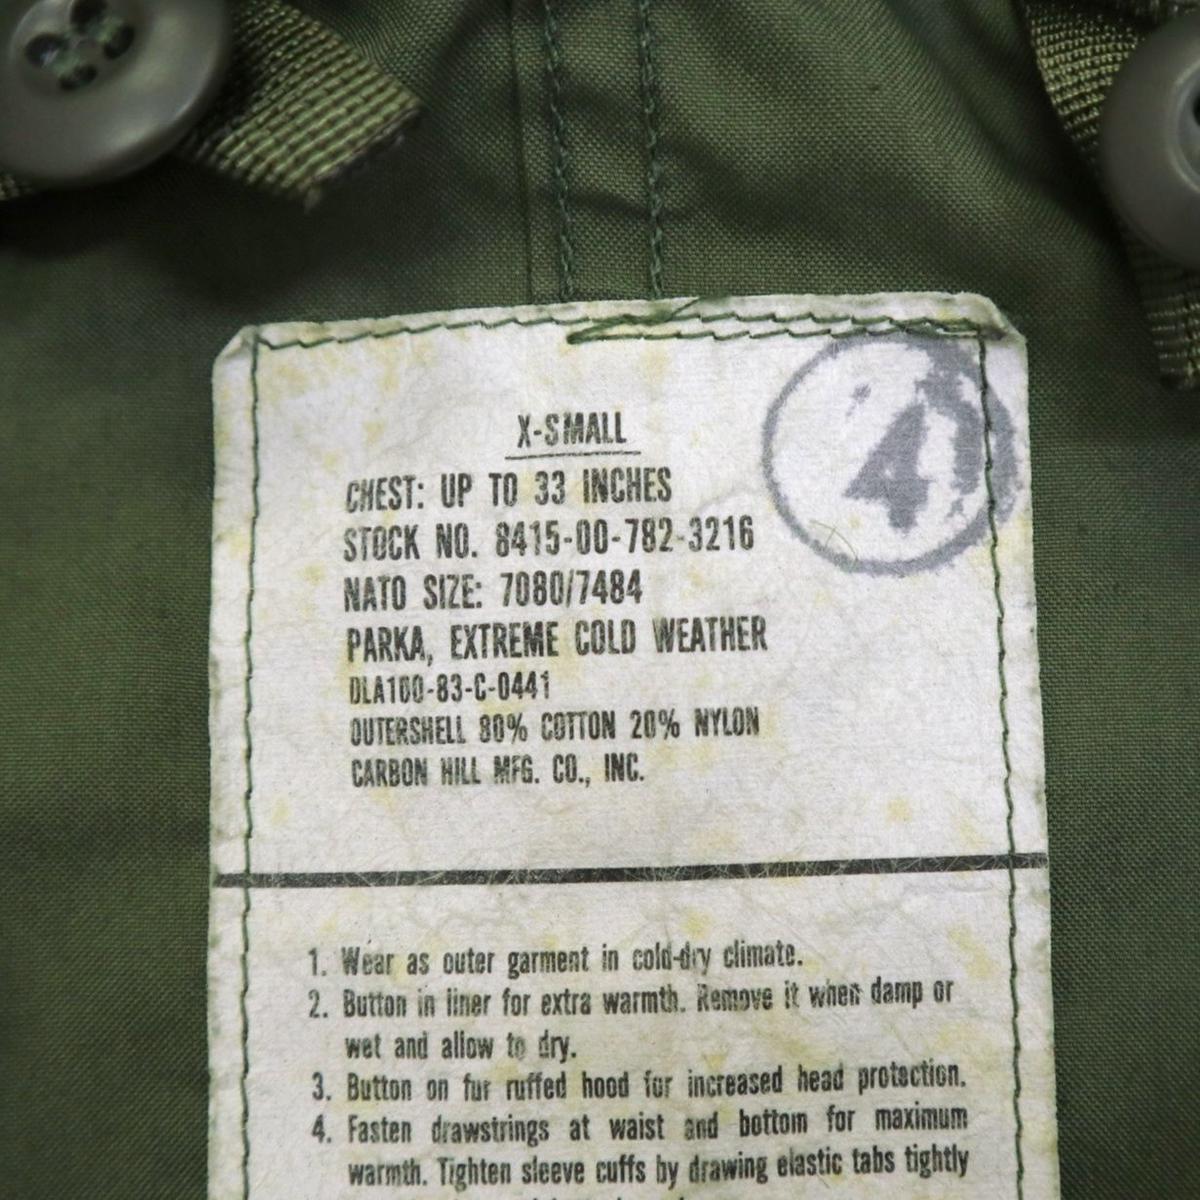 4
X-SMALL
CHEST: UP TO 33 INCHES
STOCK NO. 8415-00-782-3216
NATO SIZE: 7080/7484
PARKA, EXTREME COLD WEATHER
DLA100-83-C-0441
OUTERSHELL 80% COTTON 20% NYLON
CARBON HILL MFG. CO., INC.
1. Wear as outer garment in cold-dry climate.
2. Button in liner for extra warmth. Remove it when damp or
wet and allow to dry.
3. Button on fur ruffed hood for increased head protection.
4. Fasten drawstrings at waist and bottom for maximum
warmth. Tighten sleeve cuffs by drawing elastic tabs tightly